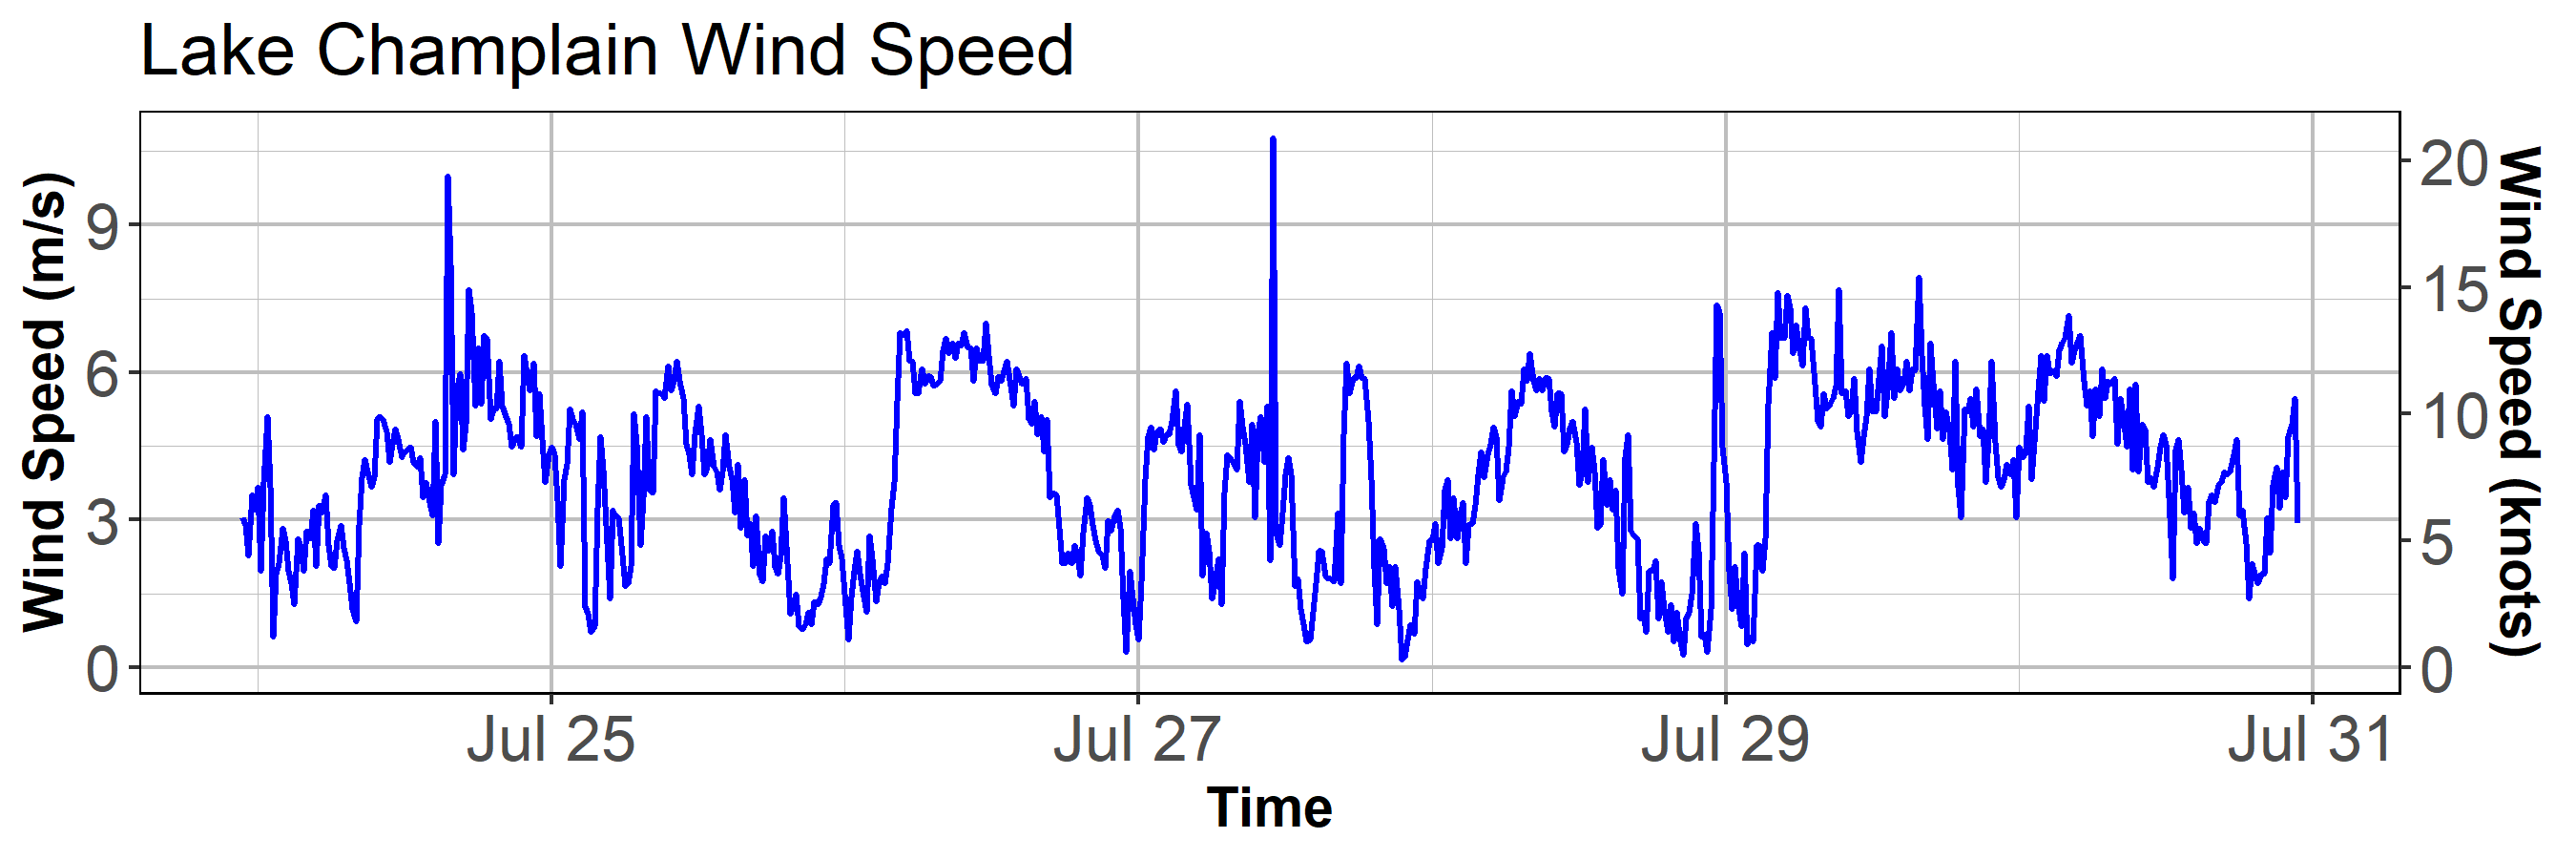 Lake Champlain Wind Speed
Wind Speed (m/s)
9
6
3
0
20
15
10
5
0
Wind Speed (knots)
Jul 25
Jul 27
Jul 29
Jul 31
Time